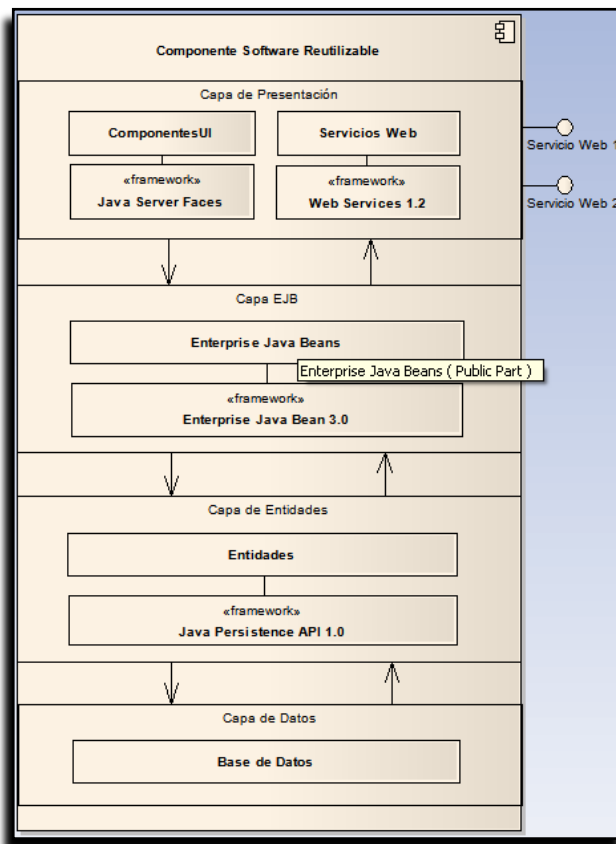 Componente Software Reutilizable
Capa de Presentación
ComponentesUI
Servicios Web
«framework»
Java Server Faces
«framework»
Web Services 1.2
Servicio Web 1
Servicio Web 2
Capa EJB
Enterprise Java Beans
Enterprise Java Beans ( Public Part )
«framework»
Enterprise Java Bean 3.0
Capa de Entidades
Entidades
«framework»
Java Persistence API 1.0
Capa de Datos
Base de Datos